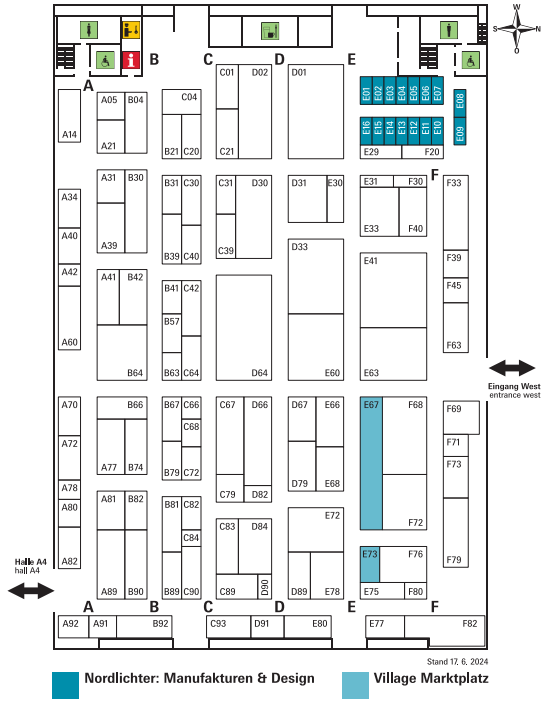 W
S N
O
i
A B C D E
C01 D02 D01
E01 E02 E03 E04 E05 E06 E07 E08
A14 A05 B04 C04
E16 E15 E14 E13 E12 E11 E10 E09
A21 B21 C20 C21 E29 F20
A31 B30 B31 C30 C31 D30 D31 E30 E31 F30 F F33
A34
A39 B39 C40 C39 E33 F40
A40
D33 E41 F39
A42 A41 B42 B41 C42 F45
B57
A60 F63
B64 B63 C64 D64 E60 E63
Eingang West
entrance west
A70 B66 B67 C66 C67 D66 D67 E66 E67 F68 F69
C68
A72 A77 B74 B79 C72 F71
F73
A78 C79 D82 D79 E68
A80 A81 B82 B81 C82 E72 F72
C83 D84
C84
A82 E73 F76 F79
Halle A4
hall A4
A89 B90 B89 C90 C89 D90 D89 E78 E75 F80
A B C D E F
A92 A91 B92 C93 D91 E80 E77 F82
Stand 17. 6. 2024
Nordlichter: Manufakturen & Design Village Marktplatz